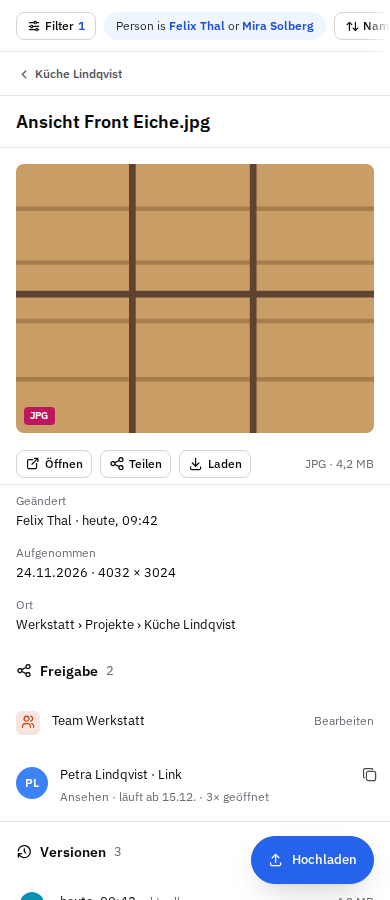 Filter 1
Person is Felix Thal or Mira Solberg
Küche Lindqvist
Ansicht Front Eiche.jpg
JPG
Öffnen
Teilen
Laden
JPG · 4,2 MB
Geändert
Felix Thal · heute, 09:42
Aufgenommen
24.11.2026 · 4032 × 3024
Ort
Werkstatt › Projekte › Küche Lindqvist
Freigabe 2
Team Werkstatt
Bearbeiten
PL
Petra Lindqvist · Link
Ansehen · läuft ab 15.12. · 3× geöffnet
Versionen 3
Hochladen